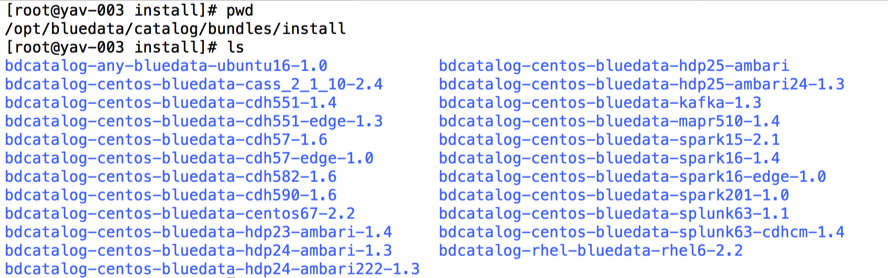 [root@yav-003 install]# pwd
/opt/bluedata/catalog/bundles/install
[root@yav-003 install]# ls
bdcatalog-any-bluedata-ubuntu16-1.0 bdcatalog-centos-bluedata-hdp25-ambari
bdcatalog-centos-bluedata-cass_2_1_10-2.4 bdcatalog-centos-bluedata-hdp25-ambari24-1.3
bdcatalog-centos-bluedata-cdh551-1.4 bdcatalog-centos-bluedata-kafka-1.3
bdcatalog-centos-bluedata-cdh551-edge-1.3 bdcatalog-centos-bluedata-mapr510-1.4
bdcatalog-centos-bluedata-cdh57-1.6 bdcatalog-centos-bluedata-spark15-2.1
bdcatalog-centos-bluedata-cdh57-edge-1.0 bdcatalog-centos-bluedata-spark16-1.4
bdcatalog-centos-bluedata-cdh582-1.6 bdcatalog-centos-bluedata-spark16-edge-1.0
bdcatalog-centos-bluedata-cdh590-1.6 bdcatalog-centos-bluedata-spark201-1.0
bdcatalog-centos-bluedata-centos67-2.2 bdcatalog-centos-bluedata-splunk63-1.1
bdcatalog-centos-bluedata-hdp23-ambari-1.4 bdcatalog-centos-bluedata-splunk63-cdhcm-1.4
bdcatalog-centos-bluedata-hdp24-ambari-1.3 bdcatalog-rhel-bluedata-rhel6-2.2
bdcatalog-centos-bluedata-hdp24-ambari222-1.3